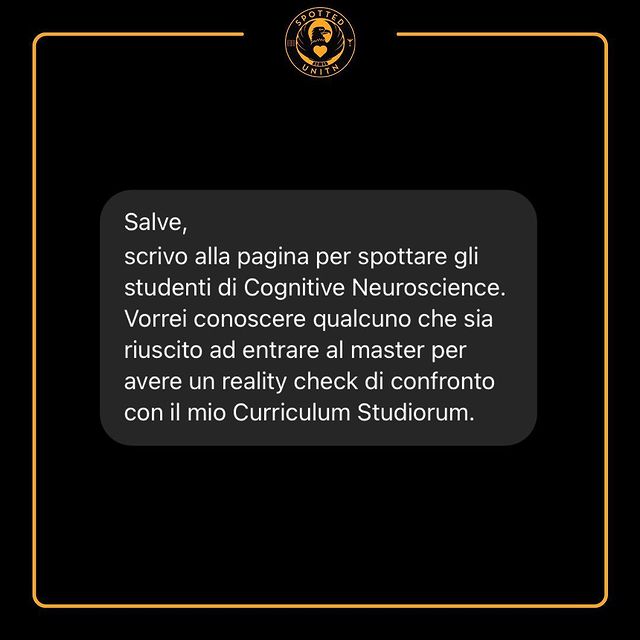 SPOTTED
UNITN
Salve,
scrivo alla pagina per spottare gli
studenti di Cognitive Neuroscience.
Vorrei conoscere qualcuno che sia
riuscito ad entrare al master per
avere un reality check di confronto
con il mio Curriculum Studiorum.